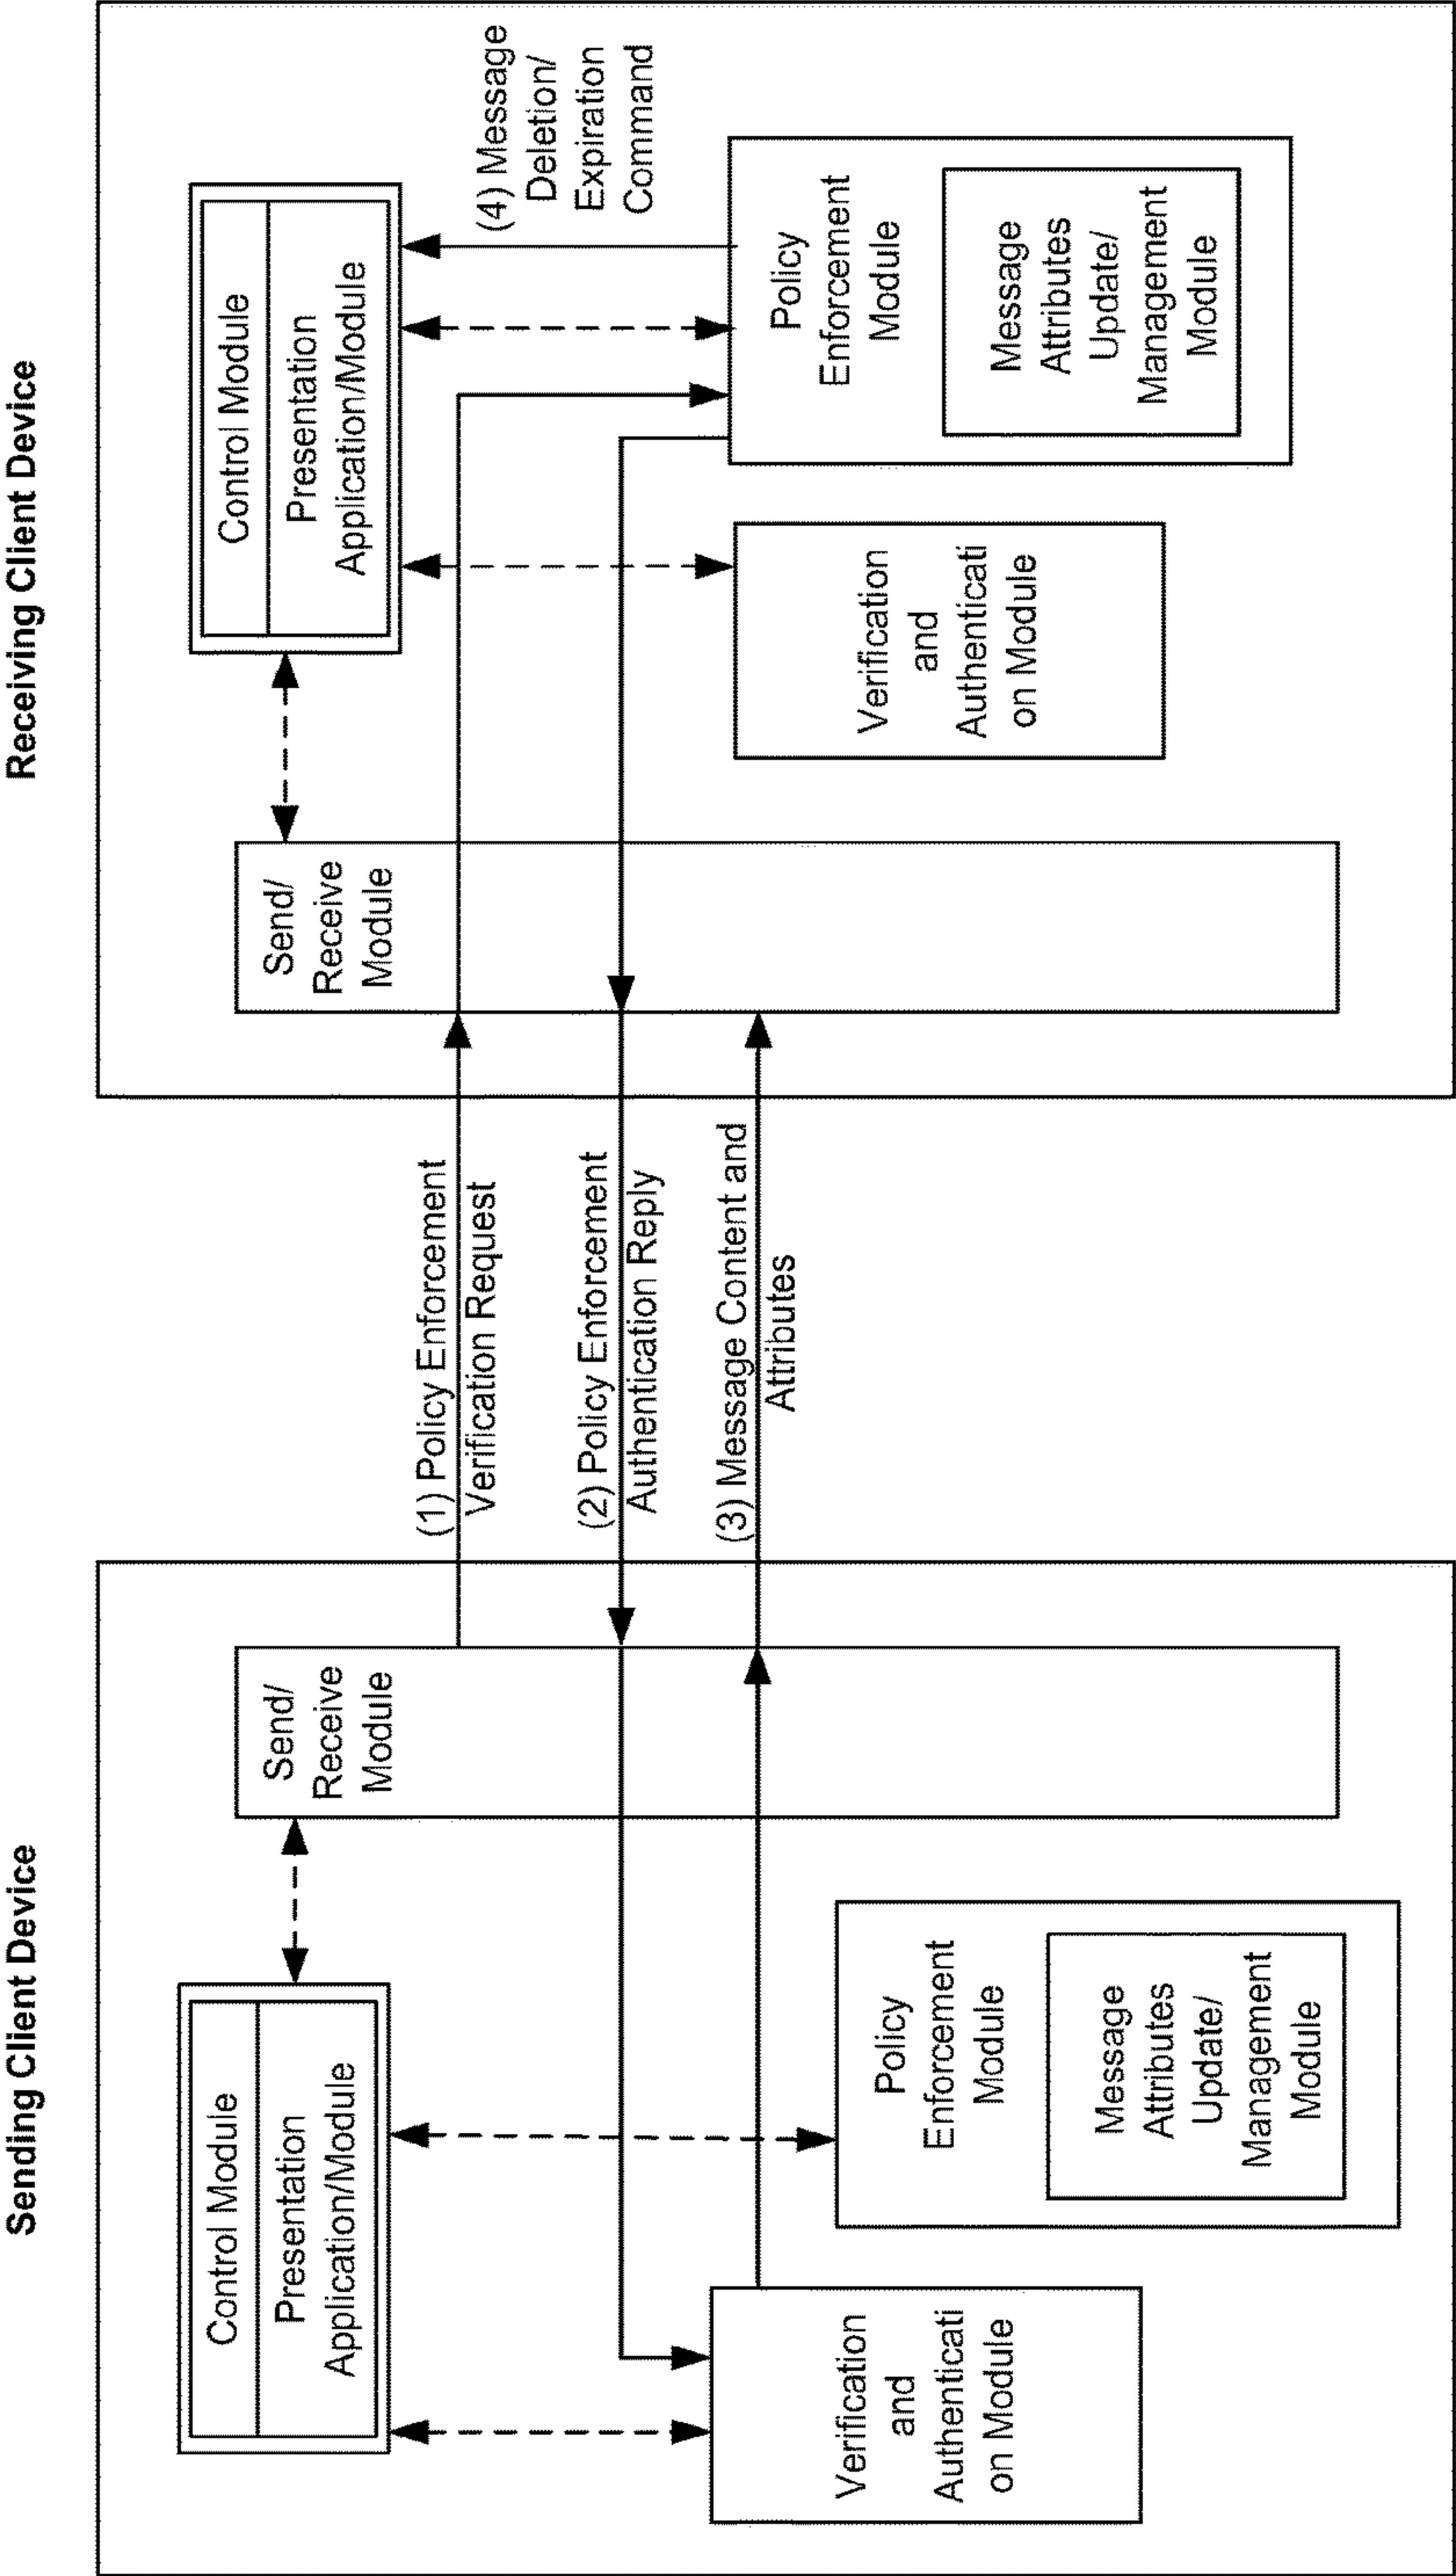 Sending Client Device
Control Module
Presentation
Application/Module
Send/
Receive
Module
Verification
and
Authenticati
on Module
Policy
Enforcement
Module
Message
Attributes
Update/
Management
Module
(1) Policy Enforcement
Verification Request
(2) Policy Enforcement
Authentication Reply
(3) Message Content and
Attributes
Receiving Client Device
Send/
Receive
Module
Control Module
Presentation
Application/Module
(4) Message
Deletion/
Expiration
Command
Verification
and
Authenticati
on Module
Policy
Enforcement
Module
Message
Attributes
Update/
Management
Module